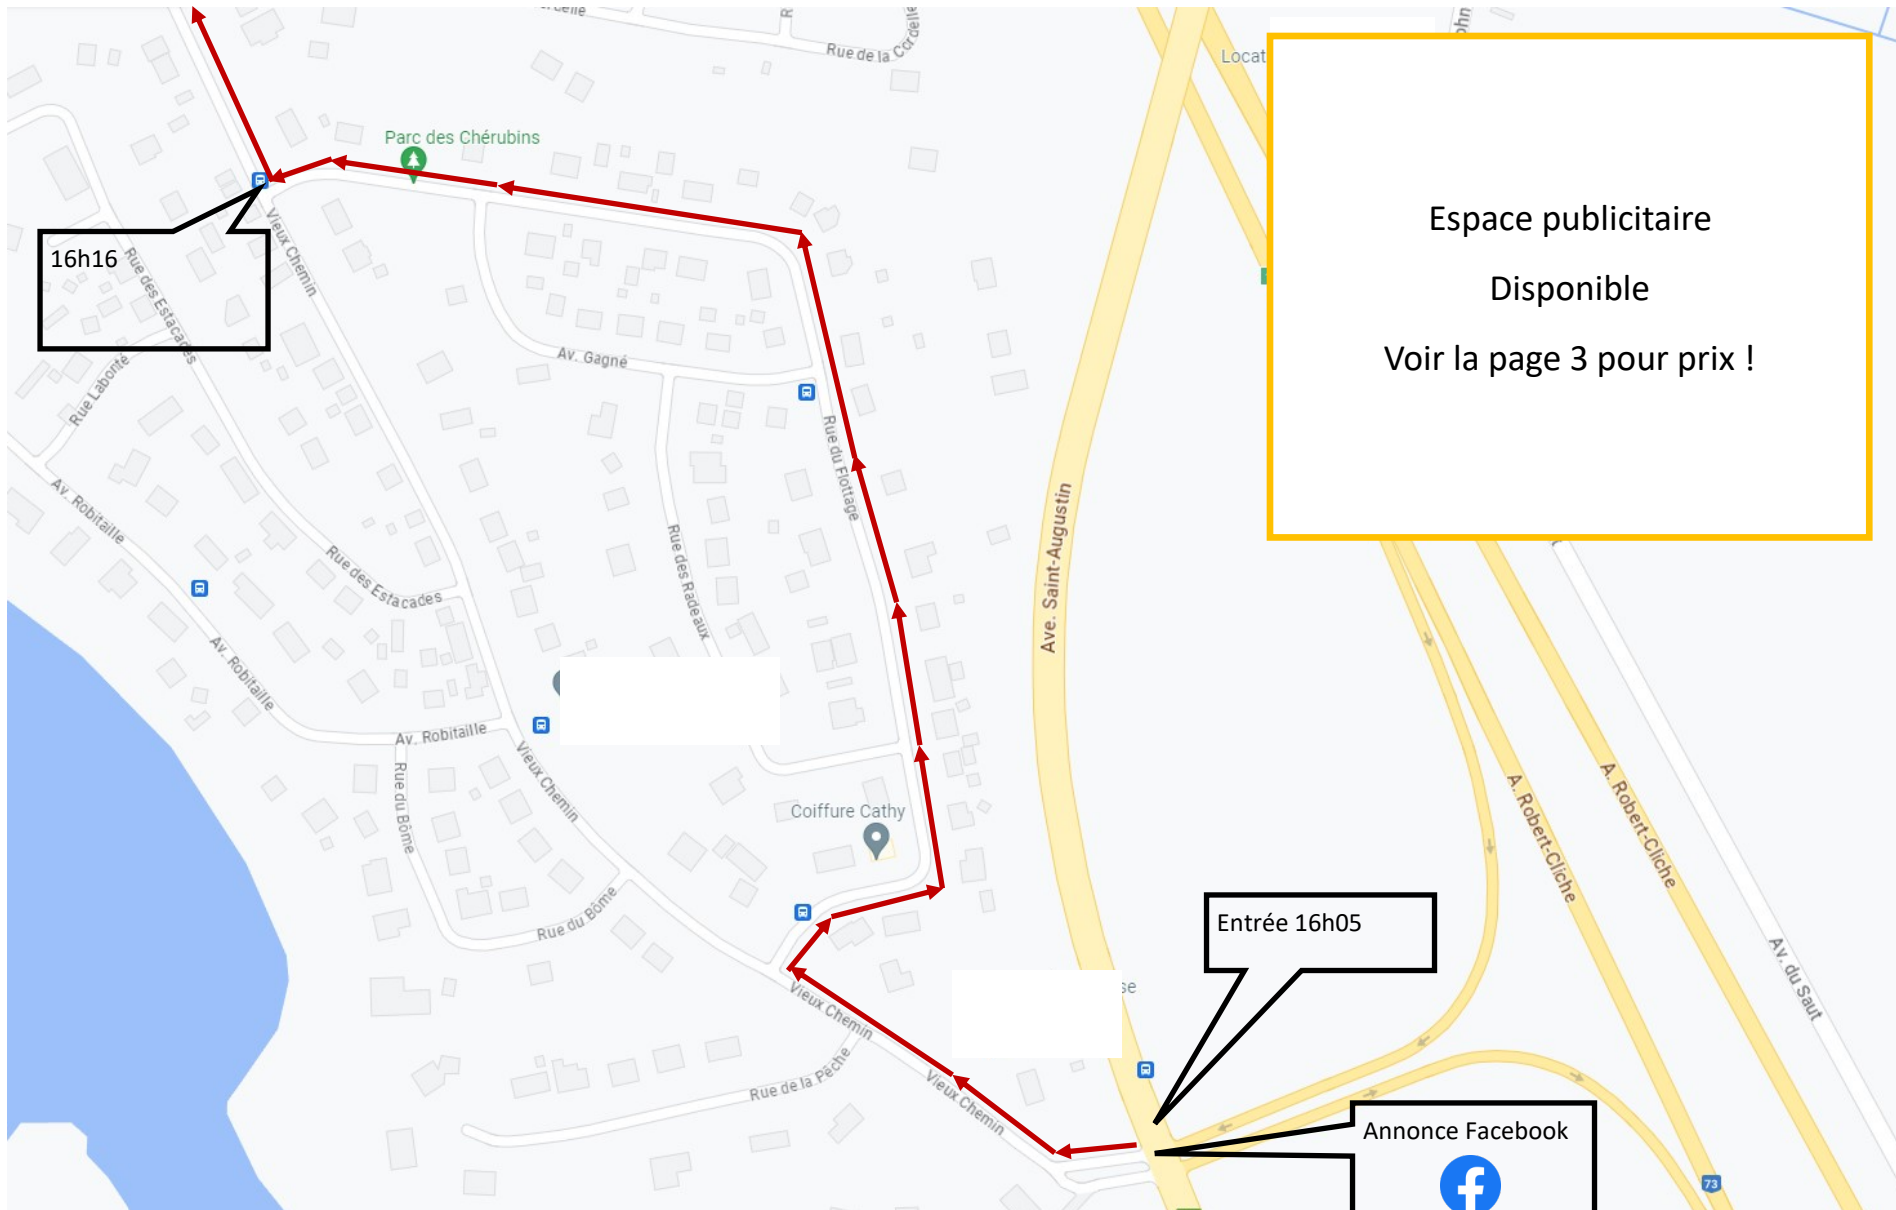 Rue de la Cordelle
Locat
Parc des Chérubins
Espace publicitaire
Disponible
Voir la page 3 pour prix !
16h16
Vieux Chemin
Rue des Estacades
Rue Labonté
Av. Gagné
Rue du Flottage
Av. Robitaille
Rue des Estacades
Rue des Radeaux
Ave. Saint-Augustin
Av. Robitaille
Av. Robitaille
Vieux Chemin
Rue du Bôme
Coiffure Cathy
A. Robert-Cliche
A. Robert-Cliche
Rue du Bôme
Entrée 16h05
Av. du Saut
se
Vieux Chemin
Rue de la Pêche
Vieux Chemin
Annonce Facebook
73